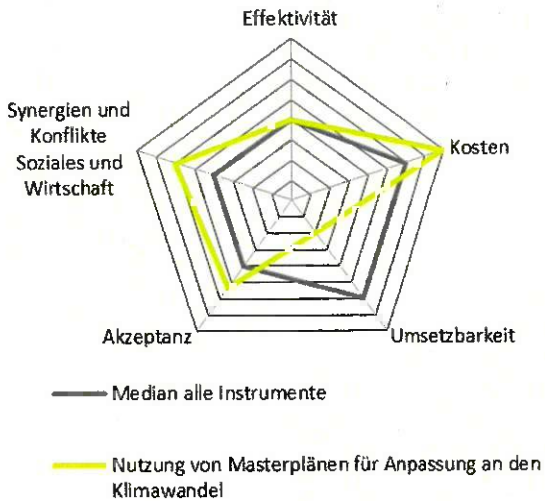 Effektivität
Synergien und
Konflikte
Soziales und
Wirtschaft
Kosten
Akzeptanz
Umsetzbarkeit
Median alle Instrumente
Nutzung von Masterplänen für Anpassung an den
Klimawandel